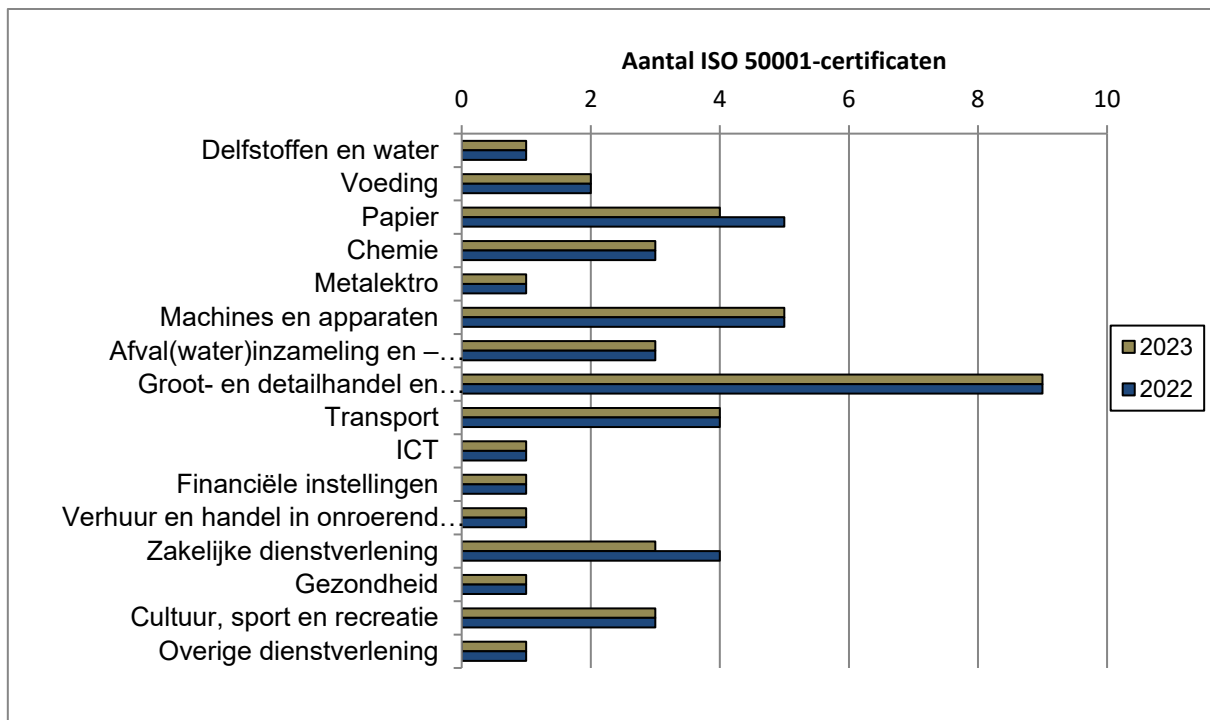 Aantal ISO 50001-certificaten
0 2 4 6 8 10
Delfstoffen en water
Voeding
Papier
Chemie
Metalektro
Machines en apparaten
Afval(water)inzameling en –…
Groot- en detailhandel en…
Transport
ICT
Financiële instellingen
Verhuur en handel in onroerend…
Zakelijke dienstverlening
Gezondheid
Cultuur, sport en recreatie
Overige dienstverlening
2023
2022